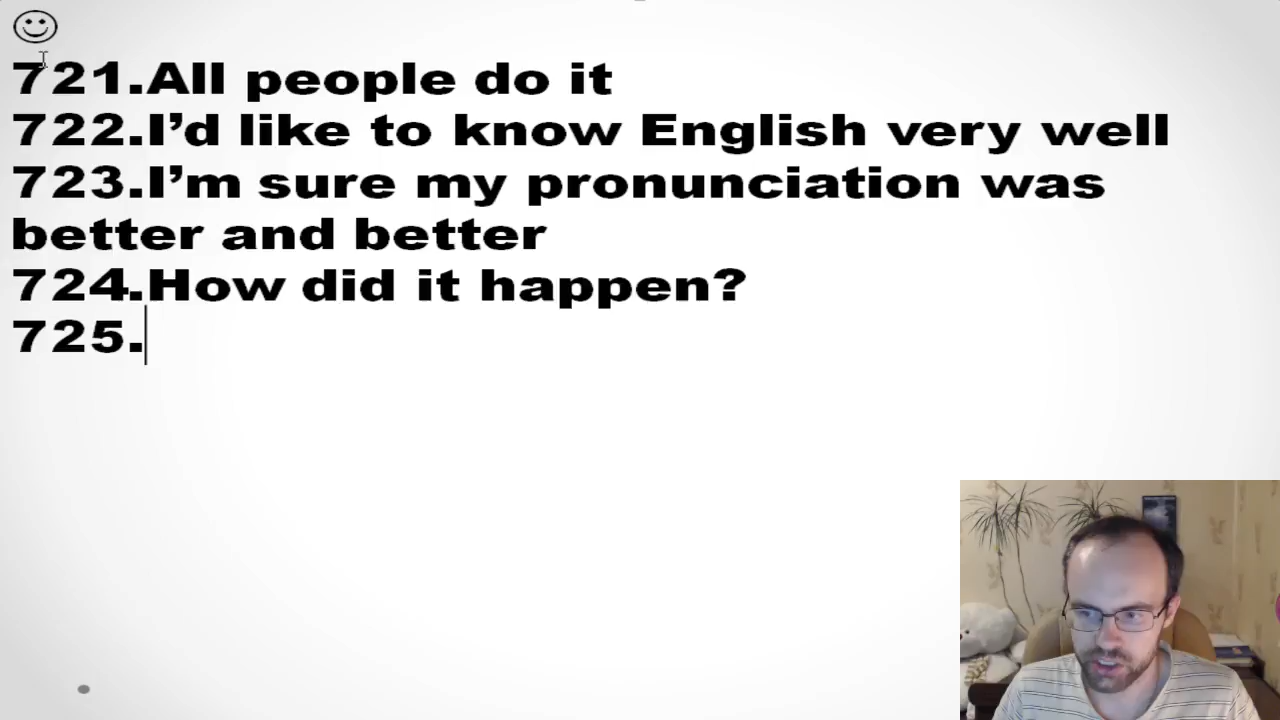 721.All people do it
722.I’d like to know English very well
723.I’m sure my pronunciation was
better and better
724.How did it happen?
725.